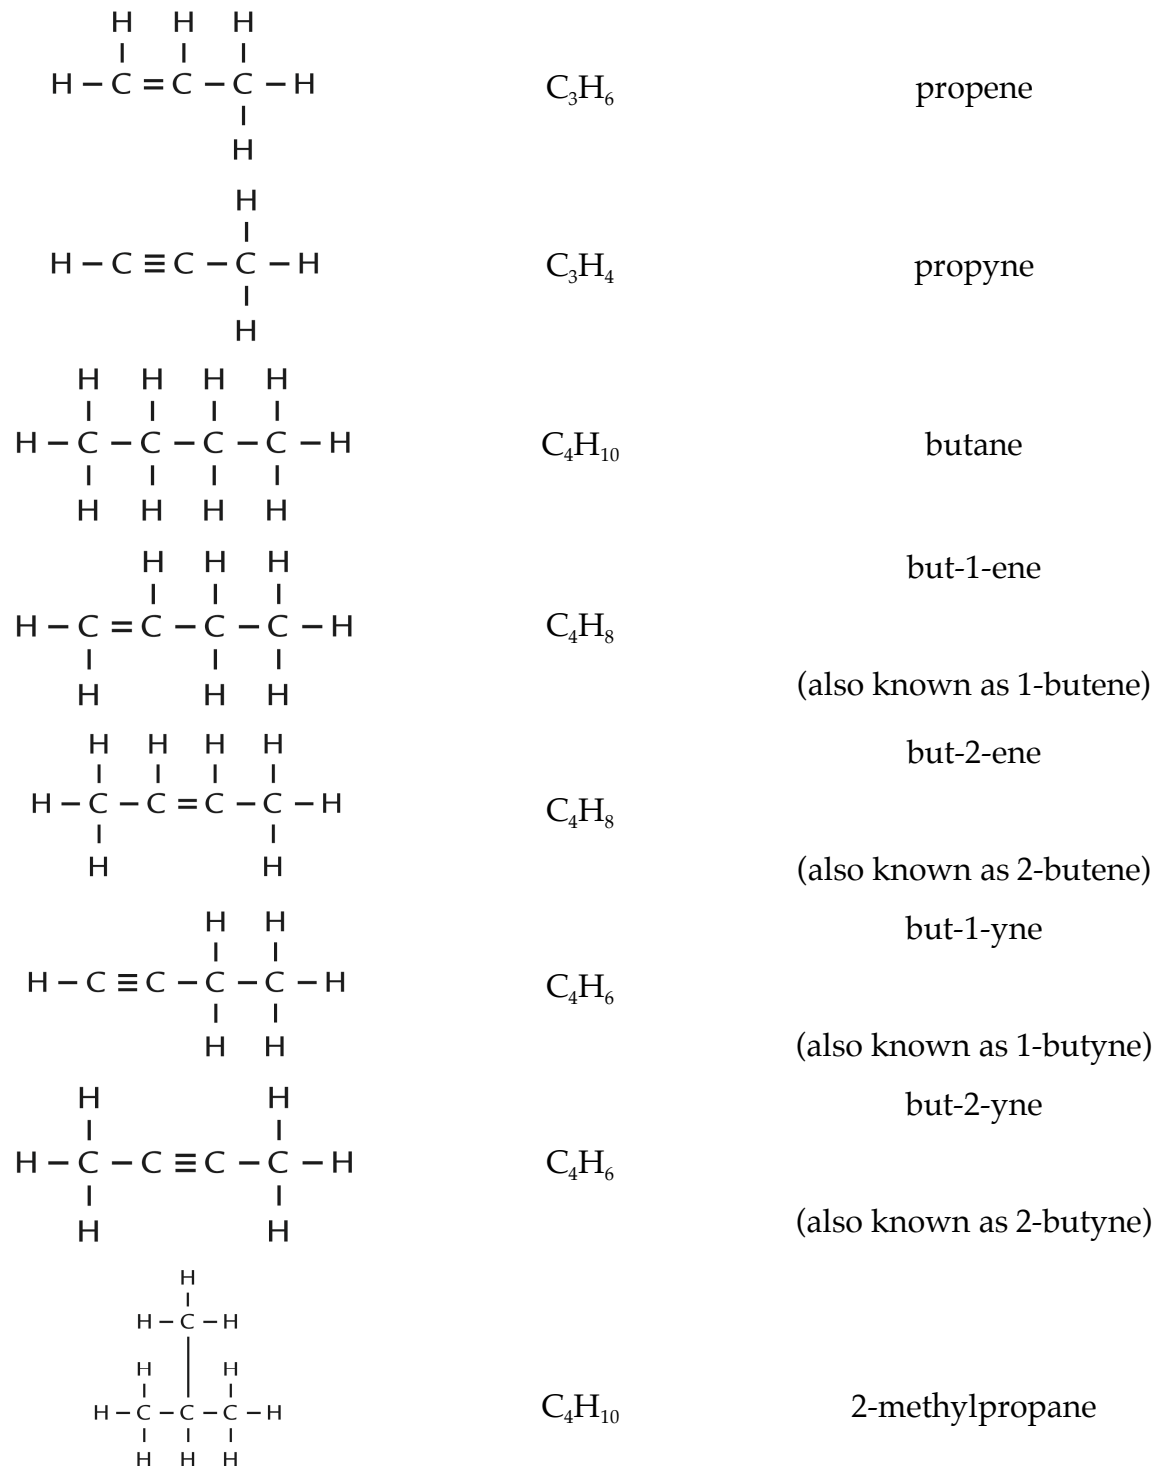 H H H
H – C = C – C – H
H
C₃H₆ propene
H
H – C ≡ C – C – H
H
C₃H₄ propyne
H H H H
H – C – C – C – C – H
H H H H
C₄H₁₀ butane
H H H
H – C = C – C – C – H
H H H
C₄H₈
but-1-ene
(also known as 1-butene)
H H H H
H – C – C = C – C – H
H H
C₄H₈
but-2-ene
(also known as 2-butene)
H H
H – C ≡ C – C – C – H
H H
C₄H₆
but-1-yne
(also known as 1-butyne)
H H
H – C – C ≡ C – C – H
H H
C₄H₆
but-2-yne
(also known as 2-butyne)
H
H – C – H
H H
H – C – C – C – H
H H H
C₄H₁₀ 2-methylpropane